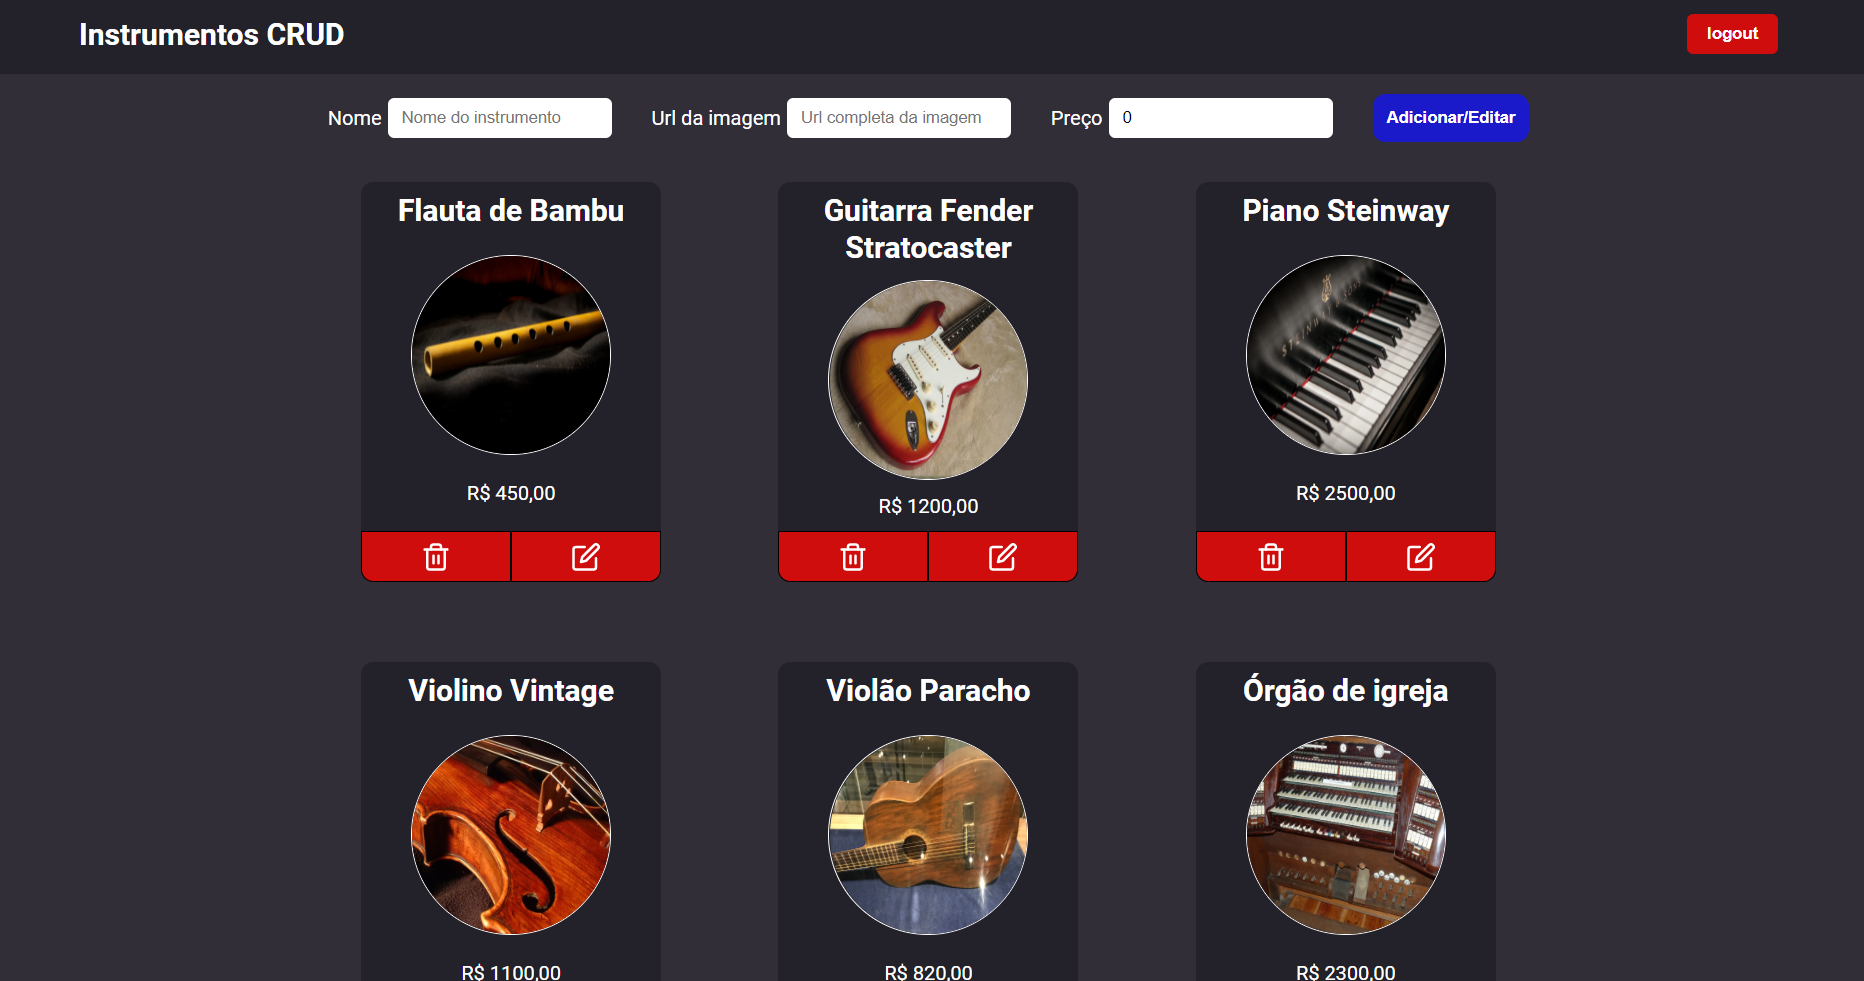 Instrumentos CRUD
logout
Nome Nome do instrumento Url da imagem Url completa da imagem Preço 0 Adicionar/Editar
Flauta de Bambu
Guitarra Fender
Stratocaster
Piano Steinway
STEINWAY & SONS
R$ 450,00
R$ 1200,00
R$ 2500,00
Violino Vintage
Violão Paracho
Órgão de igreja
R$ 1100,00
R$ 820,00
R$ 2300,00